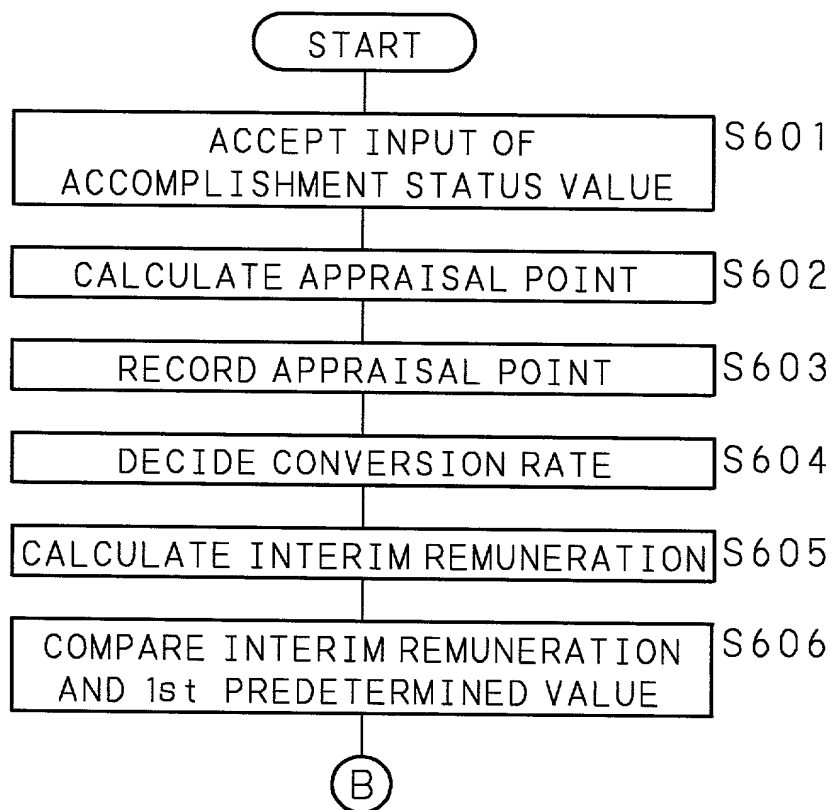 START
ACCEPT INPUT OF
ACCOMPLISHMENT STATUS VALUE
S601
CALCULATE APPRAISAL POINT
S602
RECORD APPRAISAL POINT
S603
DECIDE CONVERSION RATE
S604
CALCULATE INTERIM REMUNERATION
S605
COMPARE INTERIM REMUNERATION
AND 1st PREDETERMINED VALUE
S606
B